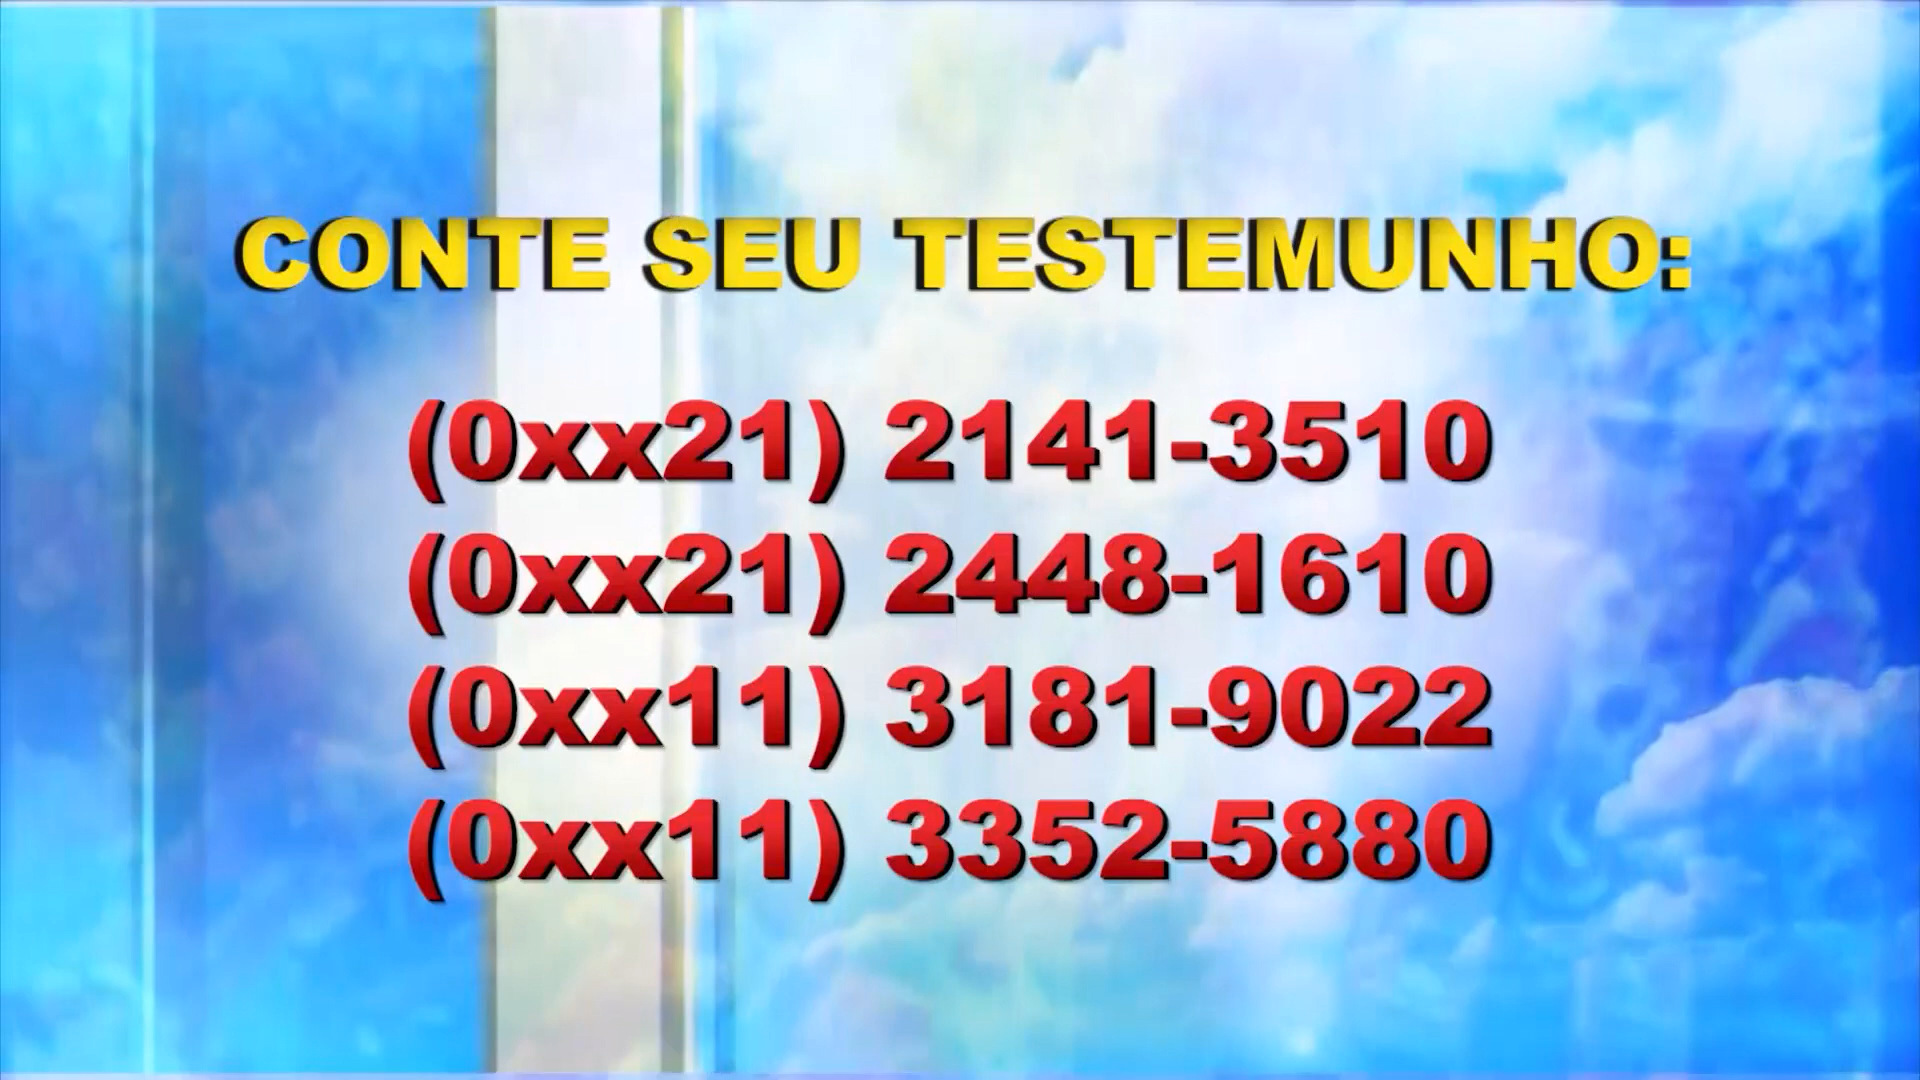 CONTE SEU TESTEMUNHO:
(0xx21) 2141-3510
(0xx21) 2448-1610
(0xx11) 3181-9022
(0xx11) 3352-5880